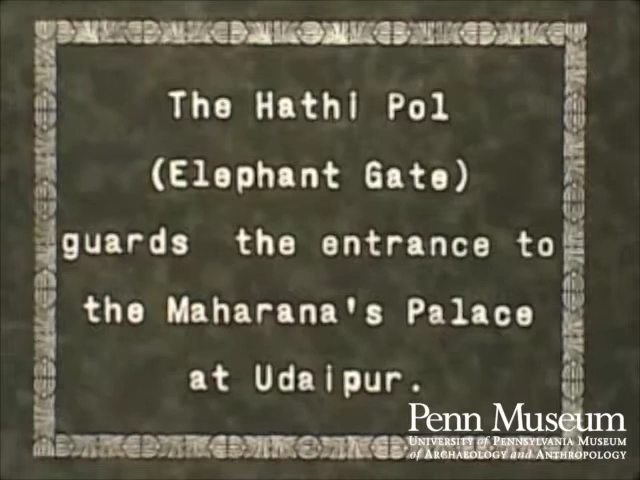 The Hathi Pol
(Elephant Gate)
guards the entrance to
the Maharana's Palace
at Udaipur.
Penn Museum
University of Pennsylvania Museum
of Archaeology and Anthropology